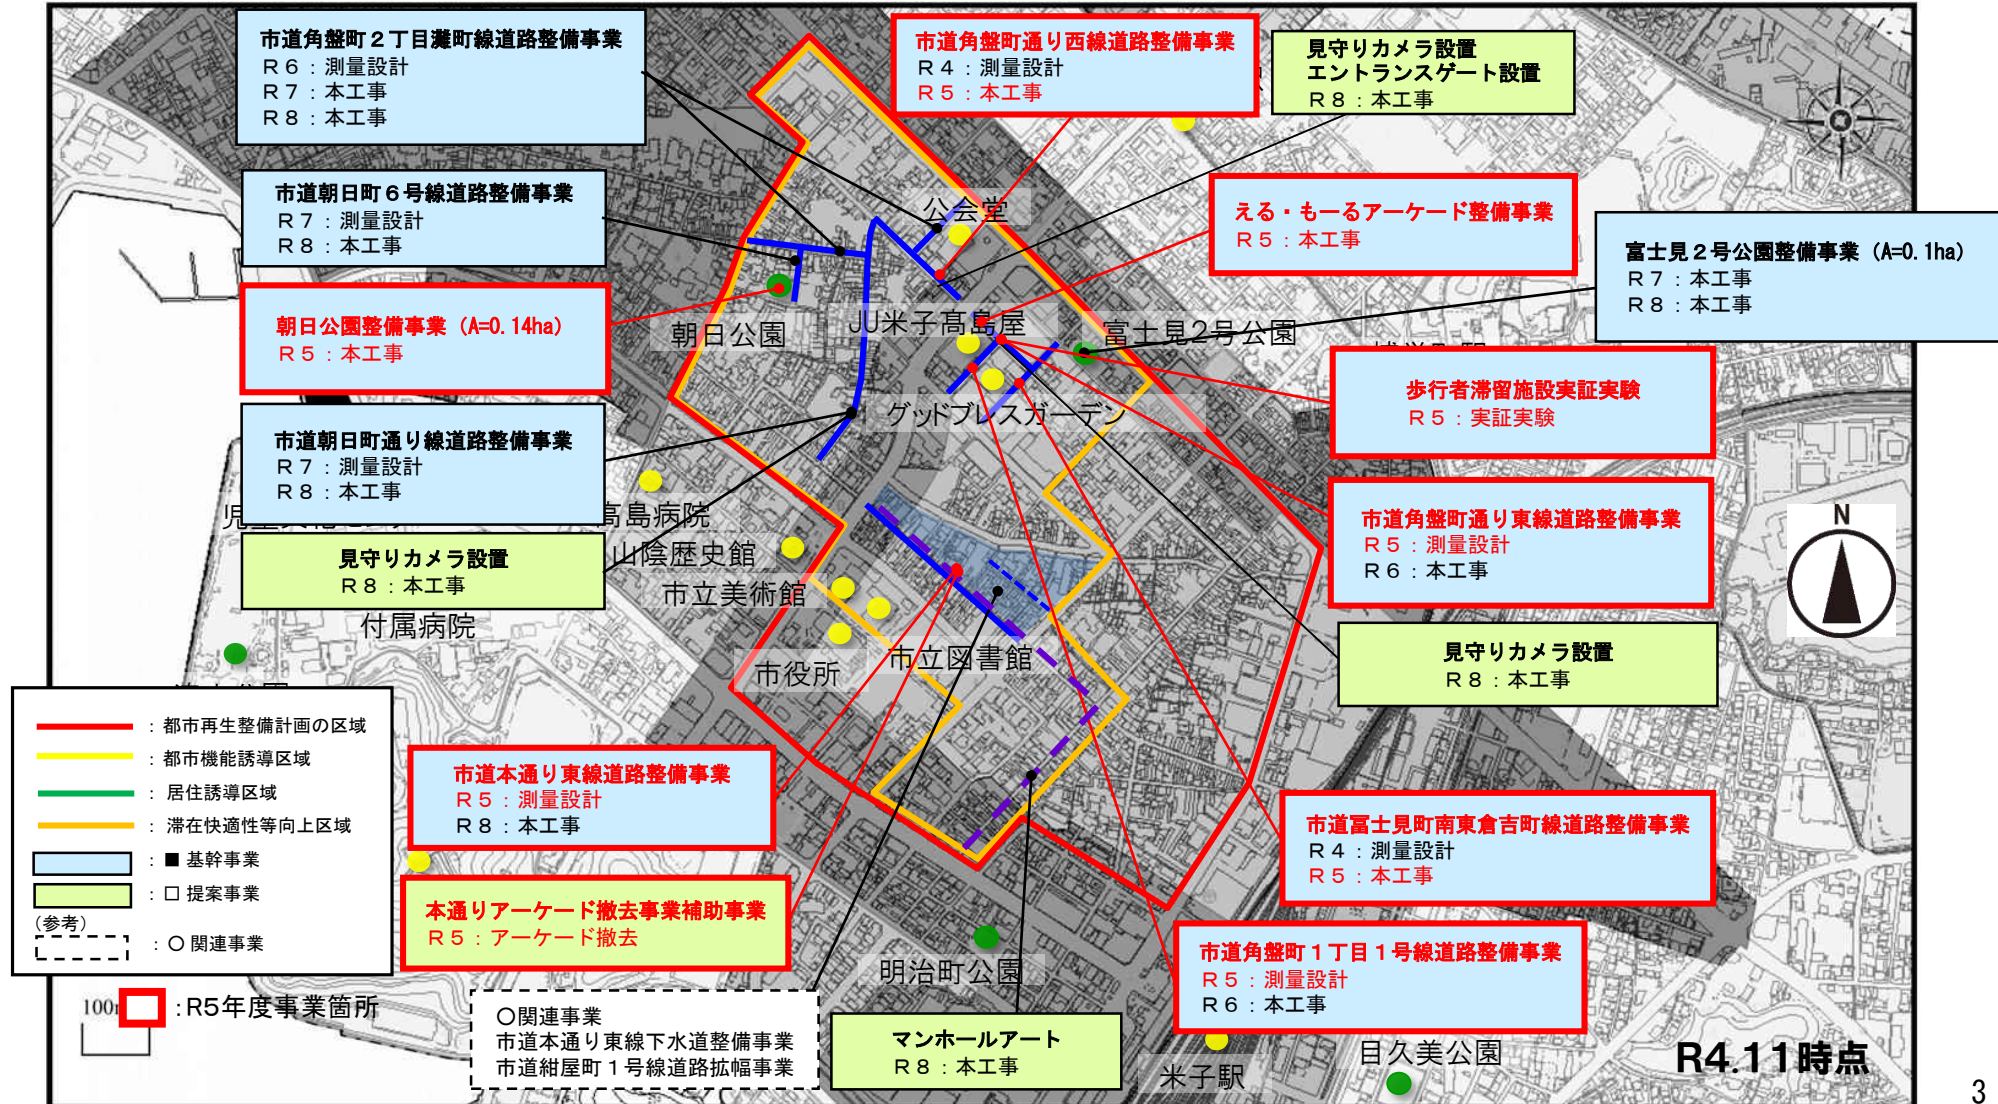 市道角盤町２丁目灘町線道路整備事業
Ｒ６：測量設計
Ｒ７：本工事
Ｒ８：本工事
市道角盤町通り西線道路整備事業
Ｒ４：測量設計
Ｒ５：本工事
見守りカメラ設置
エントランスゲート設置
Ｒ８：本工事
市道朝日町６号線道路整備事業
Ｒ７：測量設計
Ｒ８：本工事
える・もーるアーケード整備事業
Ｒ５：本工事
富士見２号公園整備事業（A=0.1ha）
Ｒ７：本工事
Ｒ８：本工事
朝日公園整備事業（A=0.14ha）
Ｒ５：本工事
公会堂
朝日公園
JU米子髙島屋
富士見2号公園
グッドブレスガーデン
歩行者滞留施設実証実験
Ｒ５：実証実験
市道朝日町通り線道路整備事業
Ｒ７：測量設計
Ｒ８：本工事
市道角盤町通り東線道路整備事業
Ｒ５：測量設計
Ｒ６：本工事
見守りカメラ設置
Ｒ８：本工事
高島病院
山陰歴史館
市立美術館
付属病院
市役所
市立図書館
N
見守りカメラ設置
Ｒ８：本工事
：都市再生整備計画の区域
：都市機能誘導区域
：居住誘導区域
：滞在快適性等向上区域
：■ 基幹事業
：□ 提案事業
（参考）
：○ 関連事業
市道本通り東線道路整備事業
Ｒ５：測量設計
Ｒ８：本工事
市道冨士見町南東倉吉町線道路整備事業
Ｒ４：測量設計
Ｒ５：本工事
本通りアーケード撤去事業補助事業
Ｒ５：アーケード撤去
市道角盤町１丁目１号線道路整備事業
Ｒ５：測量設計
Ｒ６：本工事
明治町公園
：R5年度事業箇所
○関連事業
市道本通り東線下水道整備事業
市道紺屋町１号線道路拡幅事業
マンホールアート
Ｒ８：本工事
米子駅
目久美公園
R4.11時点
3